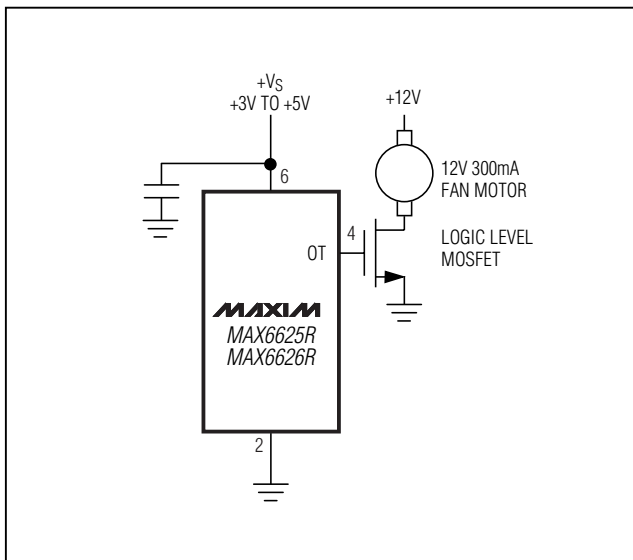 +VS
+3V TO +5V
+12V
6
12V 300mA
FAN MOTOR
4
OT
LOGIC LEVEL
MOSFET
MAXIM
MAX6625R
MAX6626R
2